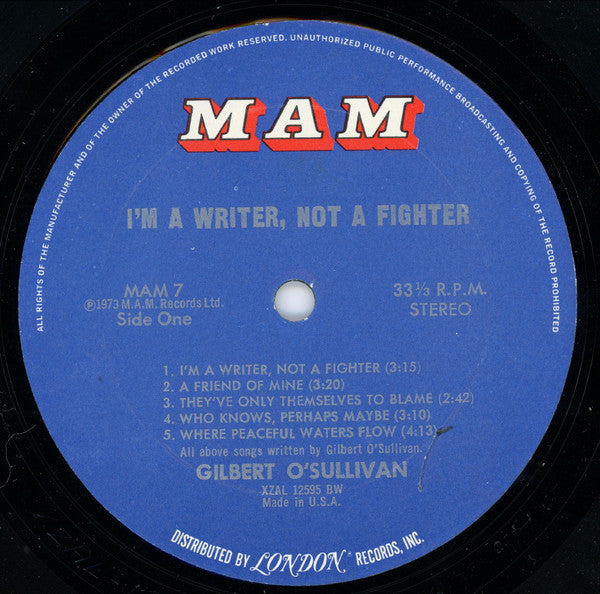 ALL RIGHTS OF THE MANUFACTURER AND OF THE OWNER OF THE RECORDED WORK RESERVED. UNAUTHORIZED PUBLIC PERFORMANCE BROADCASTING AND COPYING OF THE RECORD PROHIBITED
MAM
I'M A WRITER, NOT A FIGHTER
MAM 7
℗1973 M.A.M. Records Ltd.
Side One
33⅓ R.P.M.
STEREO
1. I'M A WRITER, NOT A FIGHTER (3:15)
2. A FRIEND OF MINE (3:20)
3. THEY'VE ONLY THEMSELVES TO BLAME (2:42)
4. WHO KNOWS, PERHAPS MAYBE (3:10)
5. WHERE PEACEFUL WATERS FLOW (4:13)
All above songs written by Gilbert O'Sullivan.
GILBERT O'SULLIVAN
XZAL 12595 BW
Made in U.S.A.
DISTRIBUTED BY LONDON® RECORDS, INC.